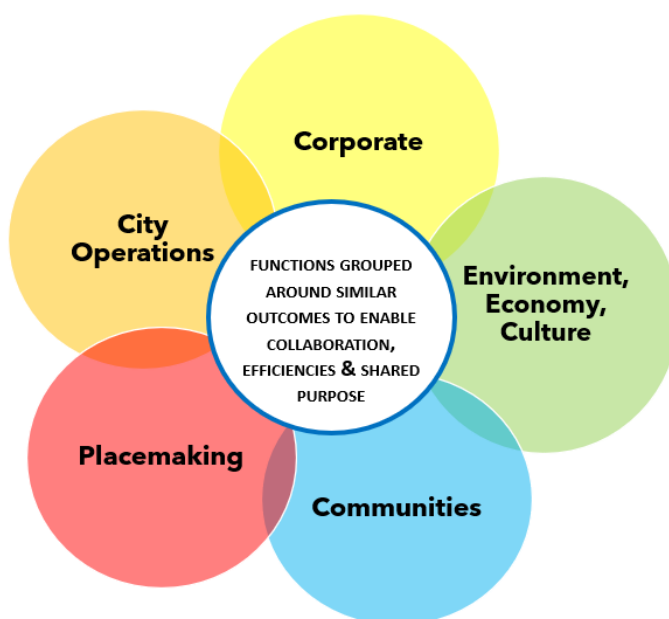 Corporate
City
Operations
Environment,
Economy,
Culture
FUNCTIONS GROUPED
AROUND SIMILAR
OUTCOMES TO ENABLE
COLLABORATION,
EFFICIENCIES & SHARED
PURPOSE
Placemaking
Communities